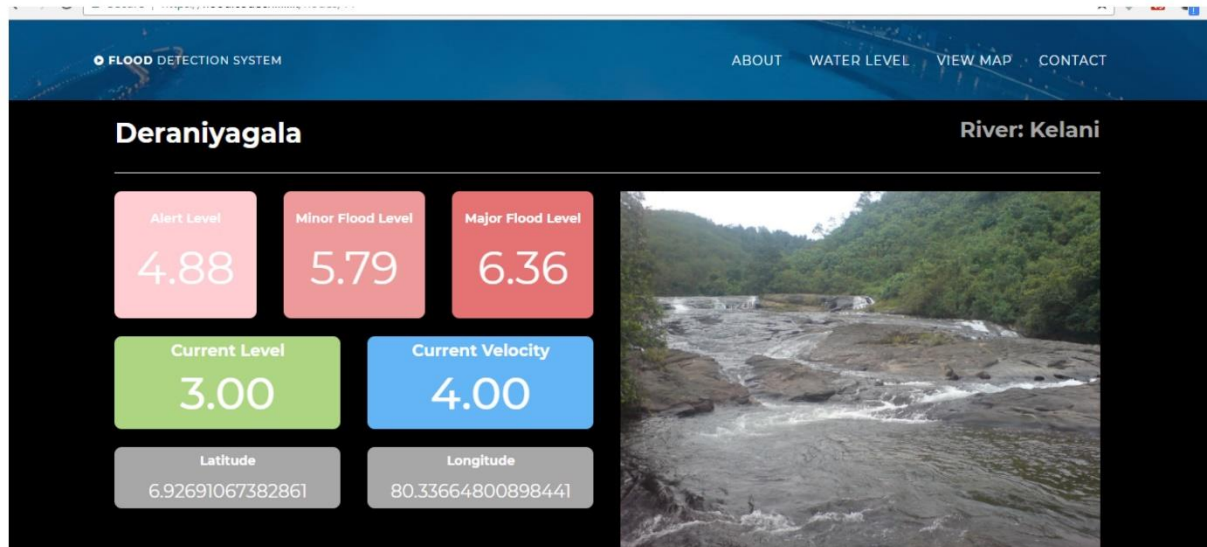 FLOOD DETECTION SYSTEM
ABOUT WATER LEVEL VIEW MAP CONTACT
Deraniyagala
River: Kelani
Alert Level
4.88
Minor Flood Level
5.79
Major Flood Level
6.36
Current Level
3.00
Current Velocity
4.00
Latitude
6.92691067382861
Longitude
80.33664800898441